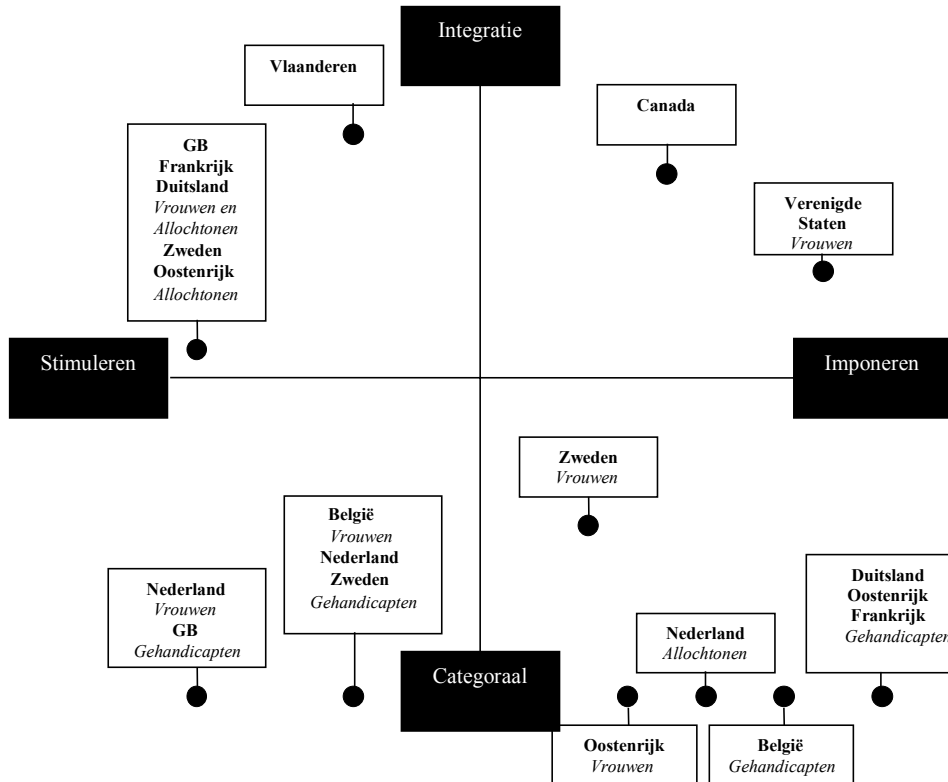 Integratie
Vlaanderen
Canada
GB
Frankrijk
Duitsland
Vrouwen en
Allochtonen
Zweden
Oostenrijk
Allochtonen
Verenigde
Staten
Vrouwen
Stimuleren
Imponeren
Zweden
Vrouwen
België
Vrouwen
Nederland
Zweden
Gehandicapten
Nederland
Vrouwen
GB
Gehandicapten
Duitsland
Oostenrijk
Frankrijk
Gehandicapten
Nederland
Allochtonen
Categoraal
Oostenrijk
Vrouwen
België
Gehandicapten